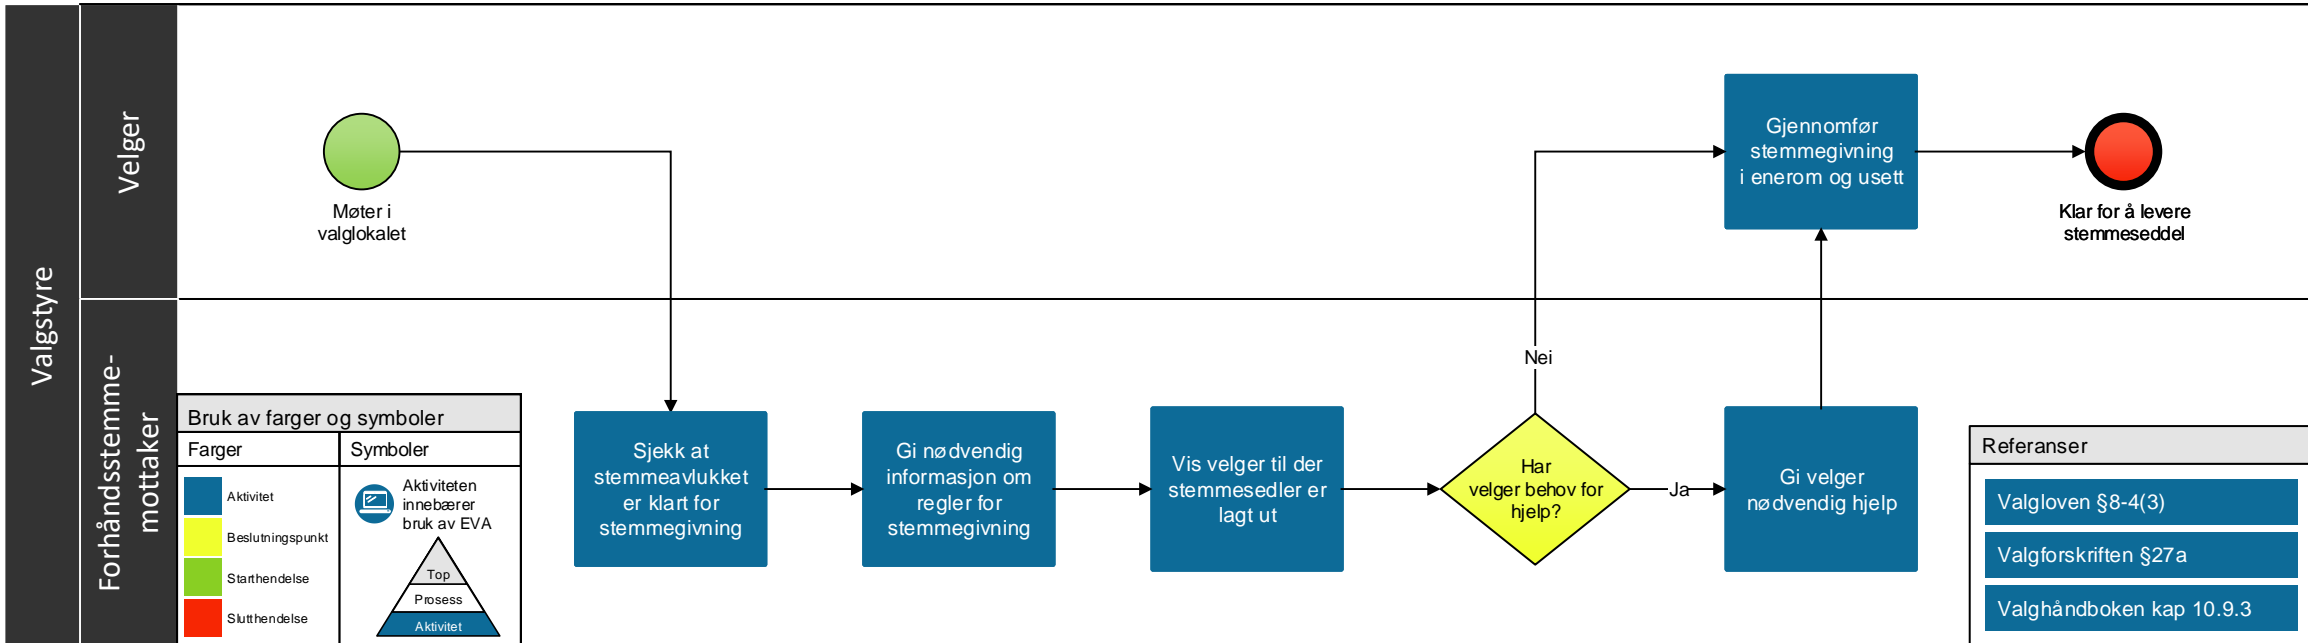 Valgstyre
Velger
Forhåndsstemme-
mottaker
Møter i
valglokalet
Gjennomfør
stemmegivning
i enerom og usett
Klar for å levere
stemmeseddel
Nei
Sjekk at
stemmeavlukket
er klart for
stemmegivning
Gi nødvendig
informasjon om
regler for
stemmegivning
Vis velger til der
stemmesedler er
lagt ut
Har
velger behov for
hjelp?
Ja
Gi velger
nødvendig hjelp
Bruk av farger og symboler
Farger
Symboler
Aktivitet
Beslutningspunkt
Starthendelse
Slutthendelse
Aktiviteten
innebærer
bruk av EVA
Top
Prosess
Aktivitet
Referanser
Valgloven §8-4(3)
Valgforskriften §27a
Valghåndboken kap 10.9.3